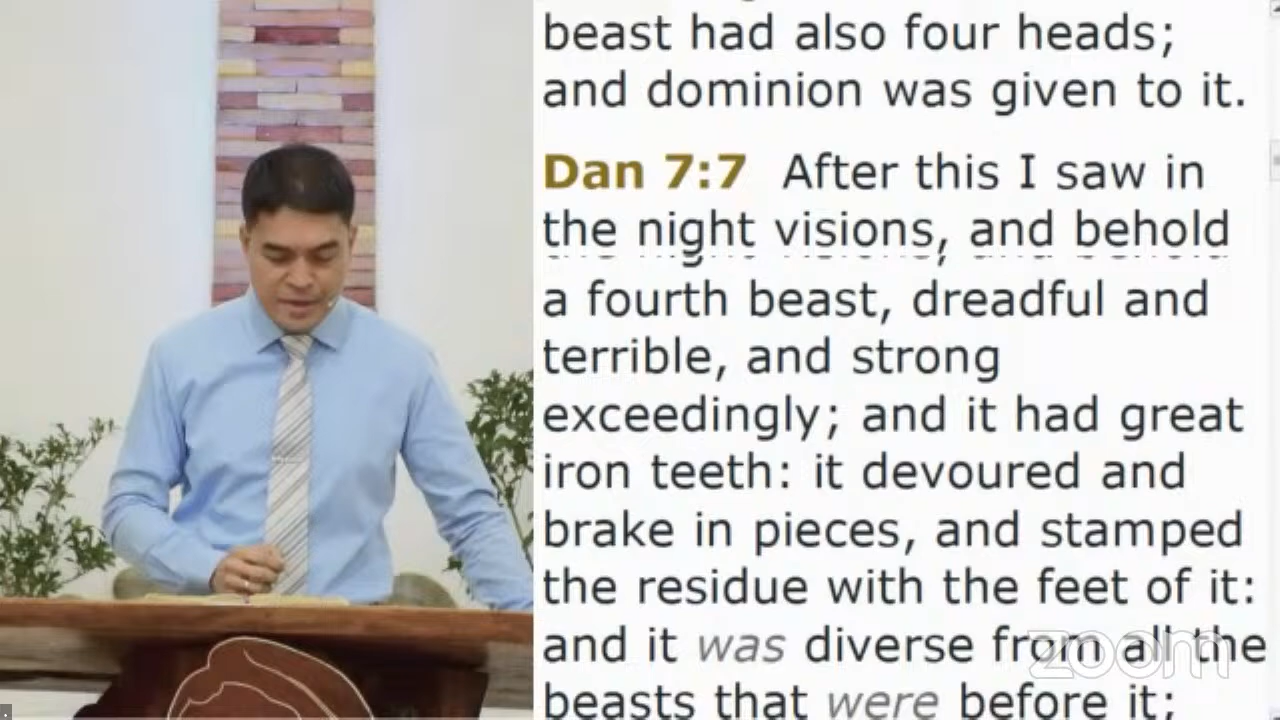 beast had also four heads;
and dominion was given to it.
Dan 7:7 After this I saw in
the night visions, and behold
a fourth beast, dreadful and
terrible, and strong
exceedingly; and it had great
iron teeth: it devoured and
brake in pieces, and stamped
the residue with the feet of it:
and it was diverse from all the
zoom
beasts that were before it;